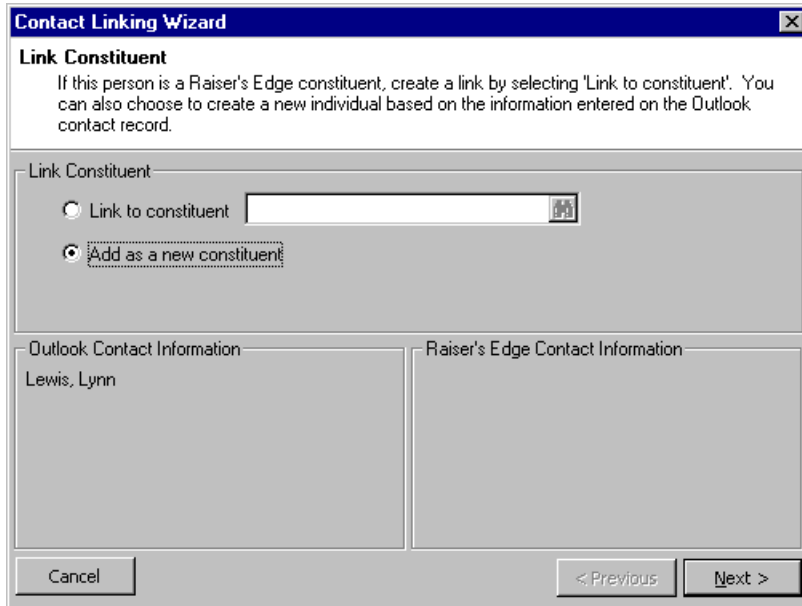 Contact Linking Wizard
Link Constituent
If this person is a Raiser's Edge constituent, create a link by selecting 'Link to constituent'. You
can also choose to create a new individual based on the information entered on the Outlook
contact record.
Link Constituent
Link to constituent
Add as a new constituent
Outlook Contact Information
Raiser's Edge Contact Information
Lewis, Lynn
Cancel
< Previous
Next >